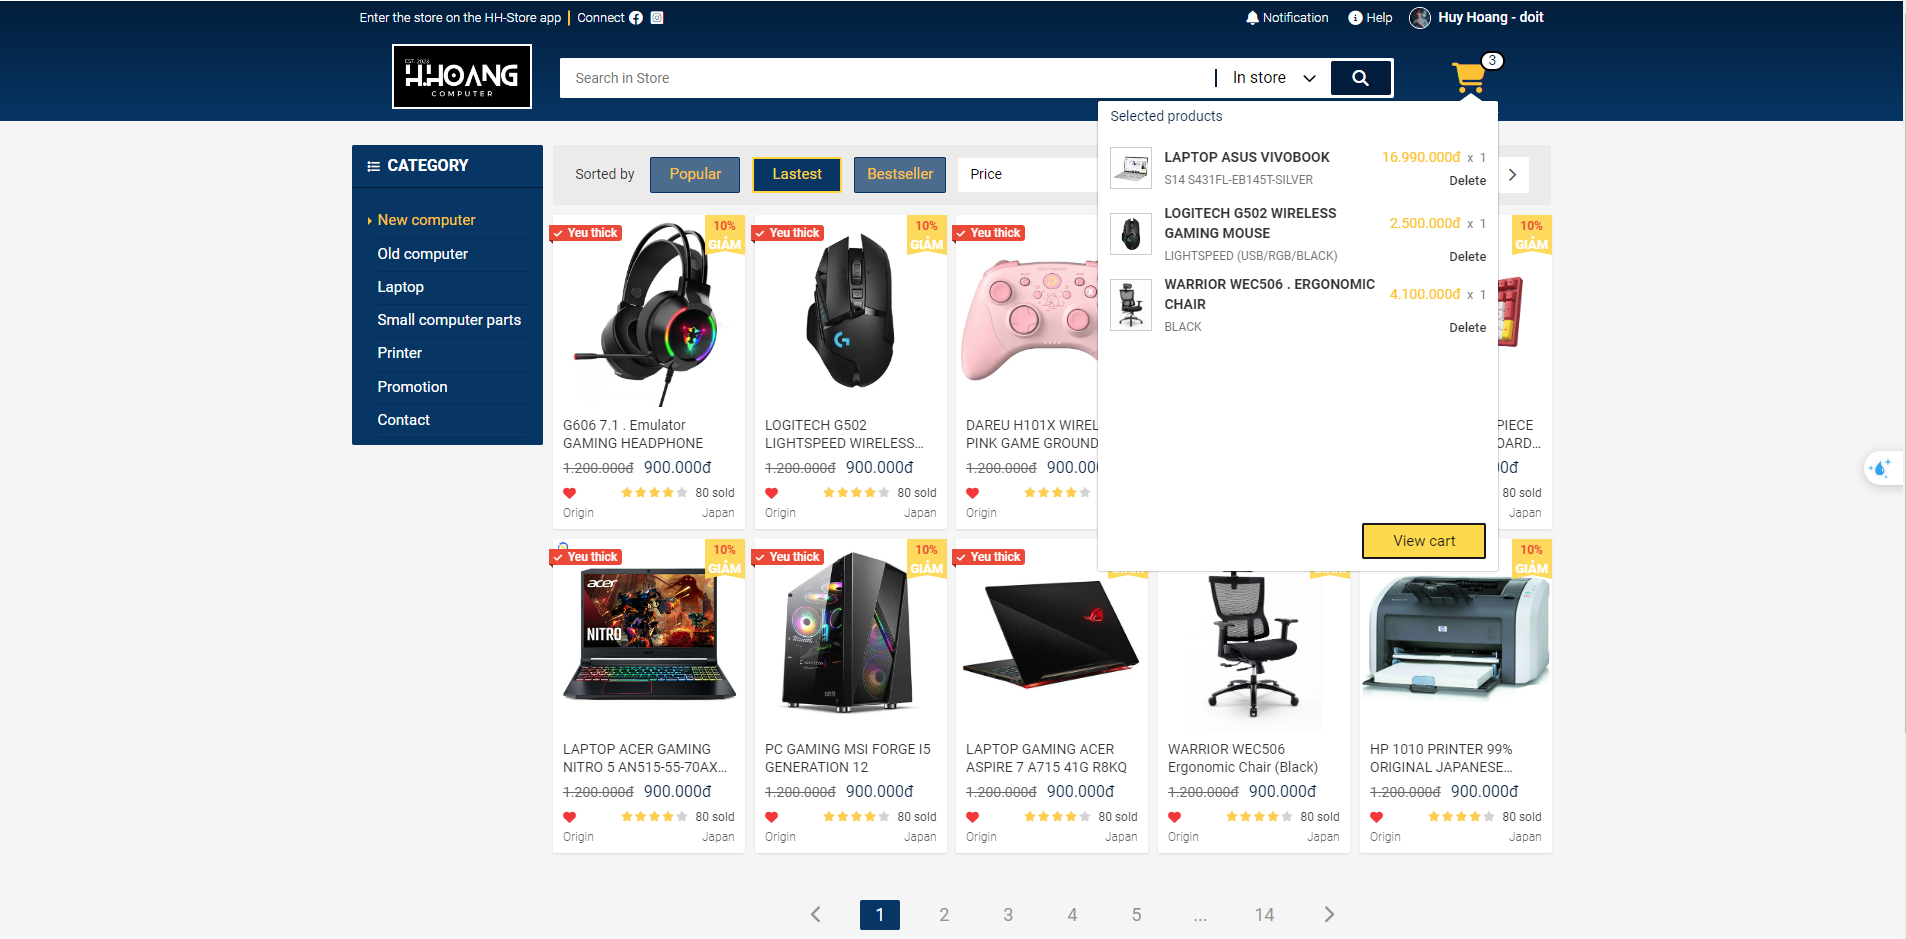 Enter the store on the HH-Store app
Connect
Notification
Help
Huy Hoang - doit
EST. 2023
H.HOANG
COMPUTER
Search in Store
In store
3
Selected products
LAPTOP ASUS VIVOBOOK
16.990.000đ x 1
S14 S431FL-EB145T-SILVER
Delete
LOGITECH G502 WIRELESS
GAMING MOUSE
2.500.000đ x 1
LIGHTSPEED (USB/RGB/BLACK)
Delete
WARRIOR WEC506 . ERGONOMIC
CHAIR
4.100.000đ x 1
BLACK
Delete
View cart
CATEGORY
New computer
Old computer
Laptop
Small computer parts
Printer
Promotion
Contact
Sorted by
Popular
Lastest
Bestseller
Price
Yeu thick
10%
GIẢM
G606 7.1 . Emulator
GAMING HEADPHONE
1.200.000đ 900.000đ
80 sold
Origin Japan
Yeu thick
10%
GIẢM
LOGITECH G502
LIGHTSPEED WIRELESS...
1.200.000đ 900.000đ
80 sold
Origin Japan
Yeu thick
DAREU H101X WIREL
PINK GAME GROUND
1.200.000đ 900.00
Origin
10%
GIẢM
PIECE
OARD...
0đ
80 sold
Japan
Yeu thick
10%
GIẢM
acer
NITRO
LAPTOP ACER GAMING
NITRO 5 AN515-55-70AX...
1.200.000đ 900.000đ
80 sold
Origin Japan
Yeu thick
10%
GIẢM
PC GAMING MSI FORGE I5
GENERATION 12
1.200.000đ 900.000đ
80 sold
Origin Japan
Yeu thick
LAPTOP GAMING ACER
ASPIRE 7 A715 41G R8KQ
1.200.000đ 900.000đ
80 sold
Origin Japan
WARRIOR WEC506
Ergonomic Chair (Black)
1.200.000đ 900.000đ
80 sold
Origin Japan
10%
GIẢM
hp
HP 1010 PRINTER 99%
ORIGINAL JAPANESE...
1.200.000đ 900.000đ
80 sold
Origin Japan
1 2 3 4 5 ... 14